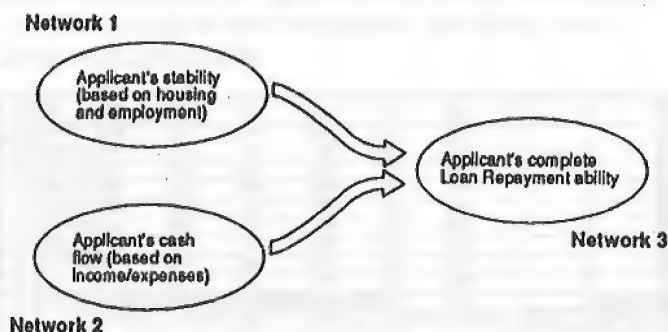 Network 1
Applicant's stability
(based on housing
and employment)
Applicant's complete
Loan Repayment ability
Network 3
Applicant's cash
flow (based on
Income/expenses)
Network 2